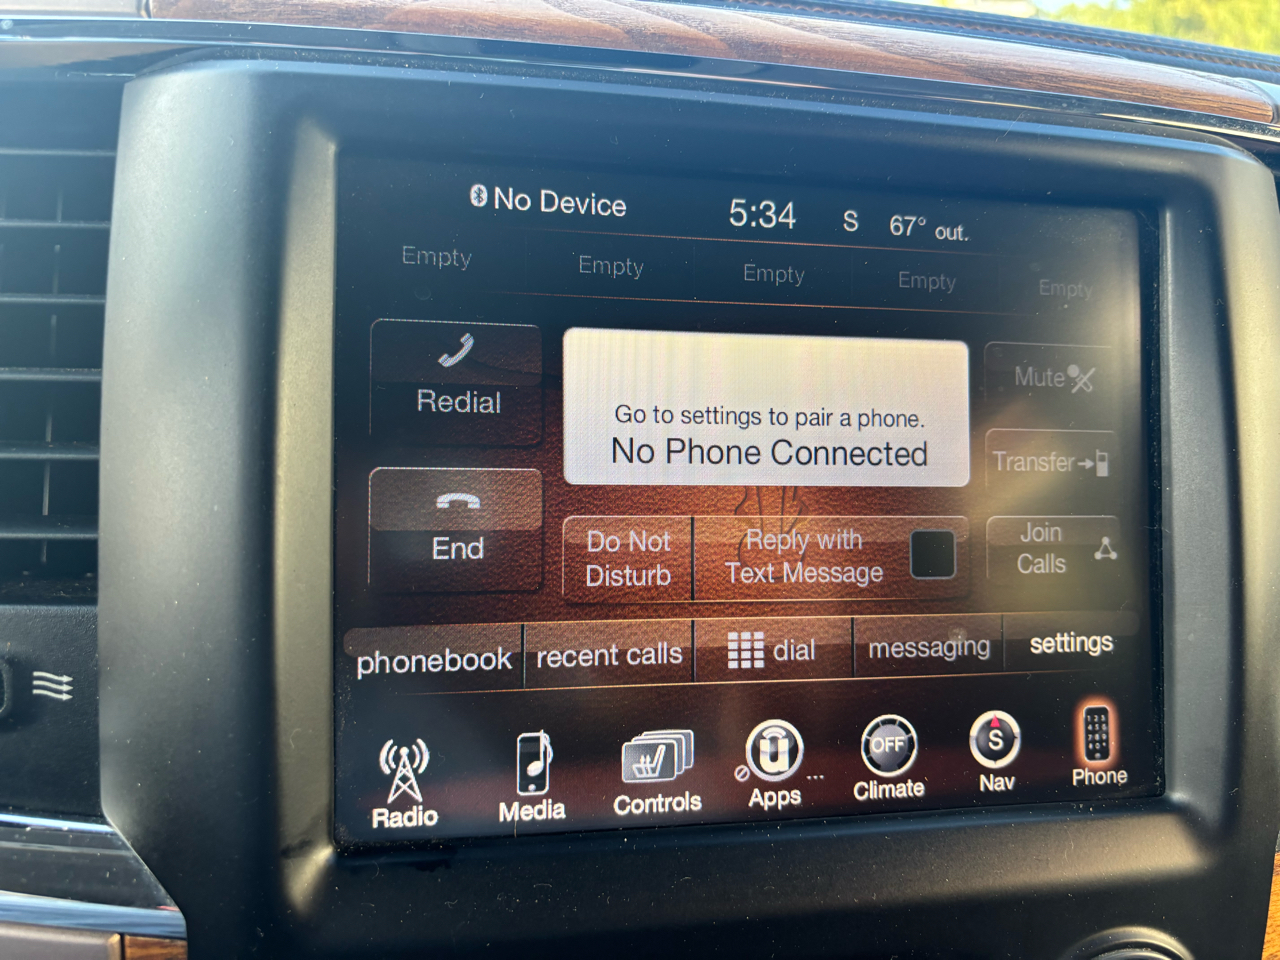 No Device
5:34
S
67° out.
Empty
Empty
Empty
Empty
Empty
Redial
Go to settings to pair a phone.
No Phone Connected
Mute
Transfer
End
Do Not
Disturb
Reply with
Text Message
Join
Calls
phonebook
recent calls
dial
messaging
settings
Radio
Media
Controls
Apps
...
OFF
Climate
S
Nav
Phone